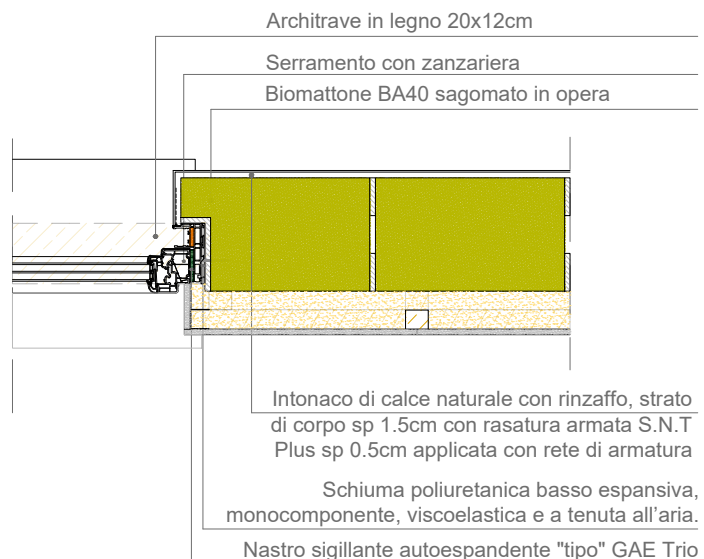 Architrave in legno 20x12cm
Serramento con zanzariera
Biomattone BA40 sagomato in opera
Intonaco di calce naturale con rinzaffo, strato
di corpo sp 1.5cm con rasatura armata S.N.T
Plus sp 0.5cm applicata con rete di armatura
Schiuma poliuretanica basso espansiva,
monocomponente, viscoelastica e a tenuta all'aria.
Nastro sigillante autoespandente "tipo" GAE Trio